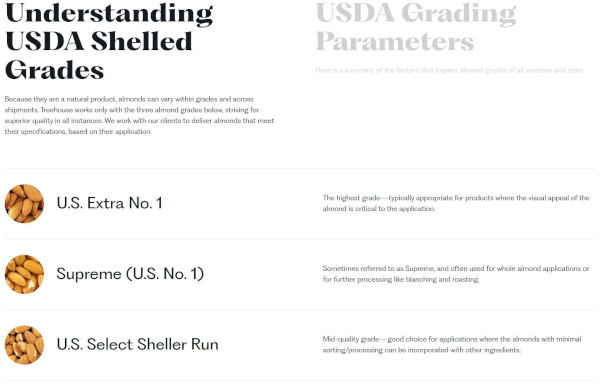 Understanding
USDA Shelled
Grades
Because they are a natural product, almonds can vary within grades and across
shipments. Treehouse works only with the three almond grades below, striving for
superior quality in all instances. We work with our clients to deliver almonds that meet
their specifications, based on their application.
USDA Grading
Parameters
Here is a summary of the factors that impact almond grades of all varieties and sizes.
U.S. Extra No. 1
The highest grade—typically appropriate for products where the visual appeal of the
almond is critical to the application.
Supreme (U.S. No. 1)
Sometimes referred to as Supreme, and often used for whole almond applications or
for further processing like blanching and roasting.
U.S. Select Sheller Run
Mid-quality grade—good choice for applications where the almonds with minimal
sorting/processing can be incorporated with other ingredients.